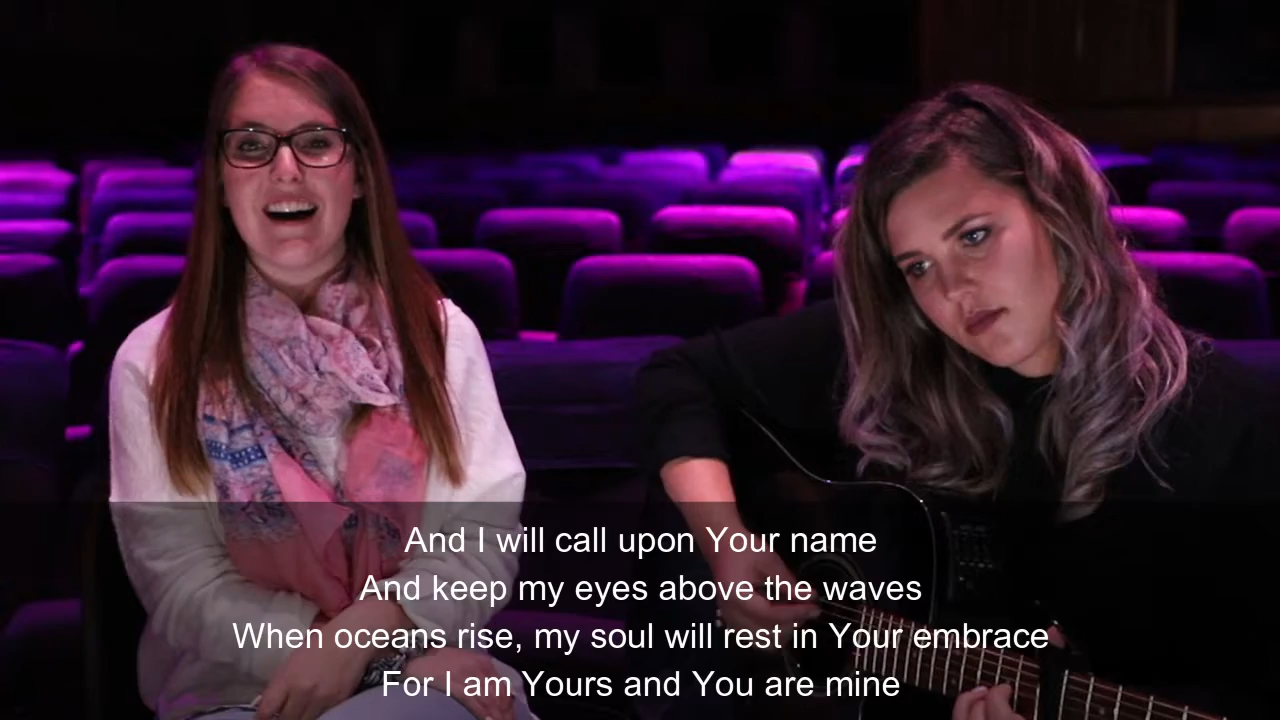 And I will call upon Your name
And keep my eyes above the waves
When oceans rise, my soul will rest in Your embrace
For I am Yours and You are mine